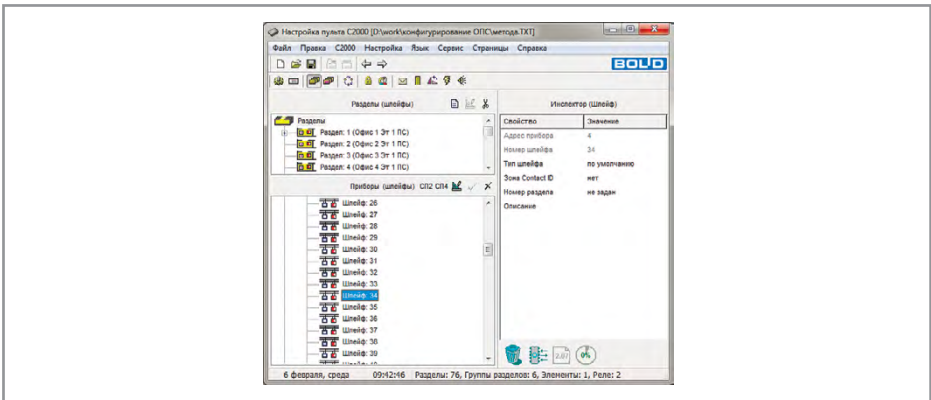 Настройка пульта С2000 [D:\work\конфигурирование ОПС\метода.TXT]
Файл Правка С2000 Настройка Язык Сервис Страницы Справка
BOLID
Разделы (шлейфы)
Инспектор (Шлейф)
Разделы
Раздел: 1 (Офис 1 Эт 1 ПС)
Раздел: 2 (Офис 2 Эт 1 ПС)
Раздел: 3 (Офис 3 Эт 1 ПС)
Раздел: 4 (Офис 4 Эт 1 ПС)
Приборы (шлейфы) СП2 СП4
Шлейф: 26
Шлейф: 27
Шлейф: 28
Шлейф: 29
Шлейф: 30
Шлейф: 31
Шлейф: 32
Шлейф: 33
Шлейф: 34
Шлейф: 35
Шлейф: 36
Шлейф: 37
Шлейф: 38
Шлейф: 39
Свойство Значение
Адрес прибора 4
Номер шлейфа 34
Тип шлейфа по умолчанию
Зона Contact ID нет
Номер раздела не задан
Описание
2.07 0%
6 февраля, среда 09:42:46 Разделы: 76, Группы разделов: 6, Элементы: 1, Реле: 2